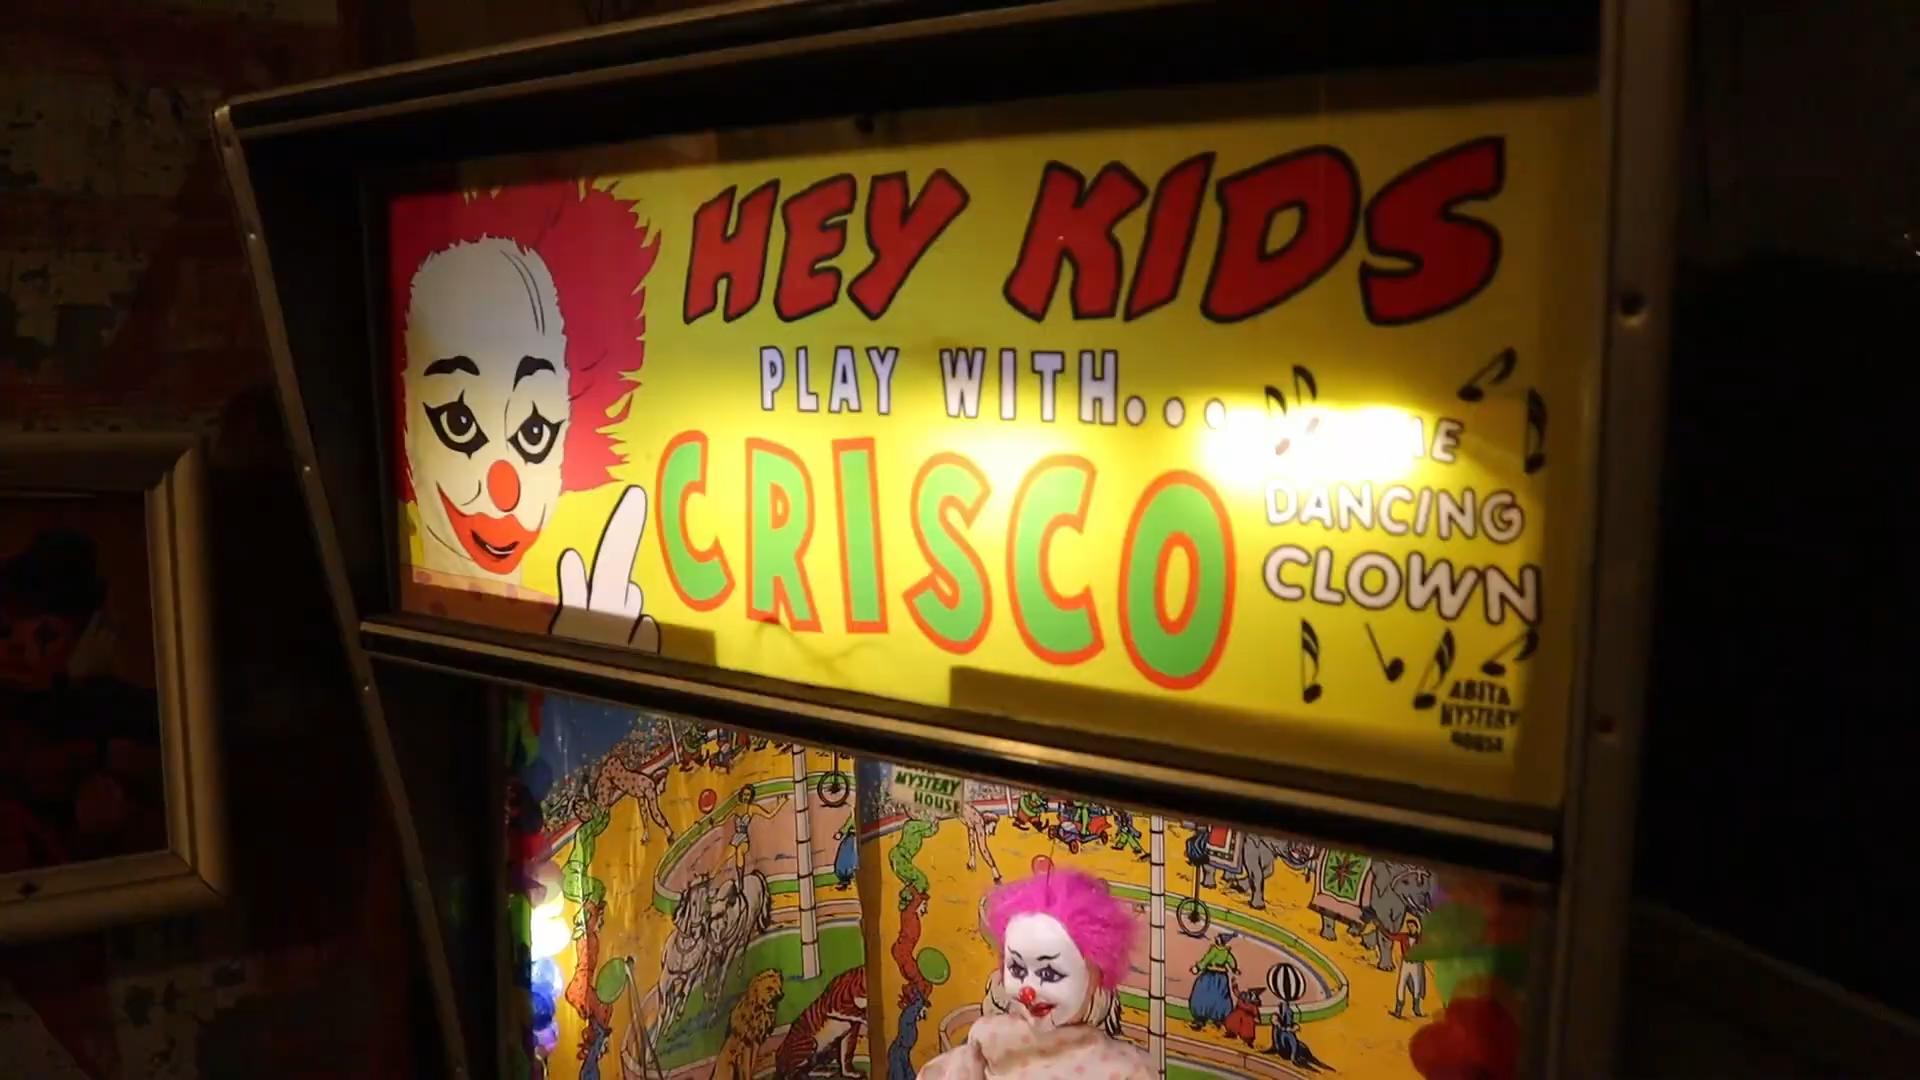 HEY KIDS
PLAY WITH...
CRISCO
DANCING
CLOWN
ABITA
MYSTERY
HOUSE
MYSTERY
HOUSE